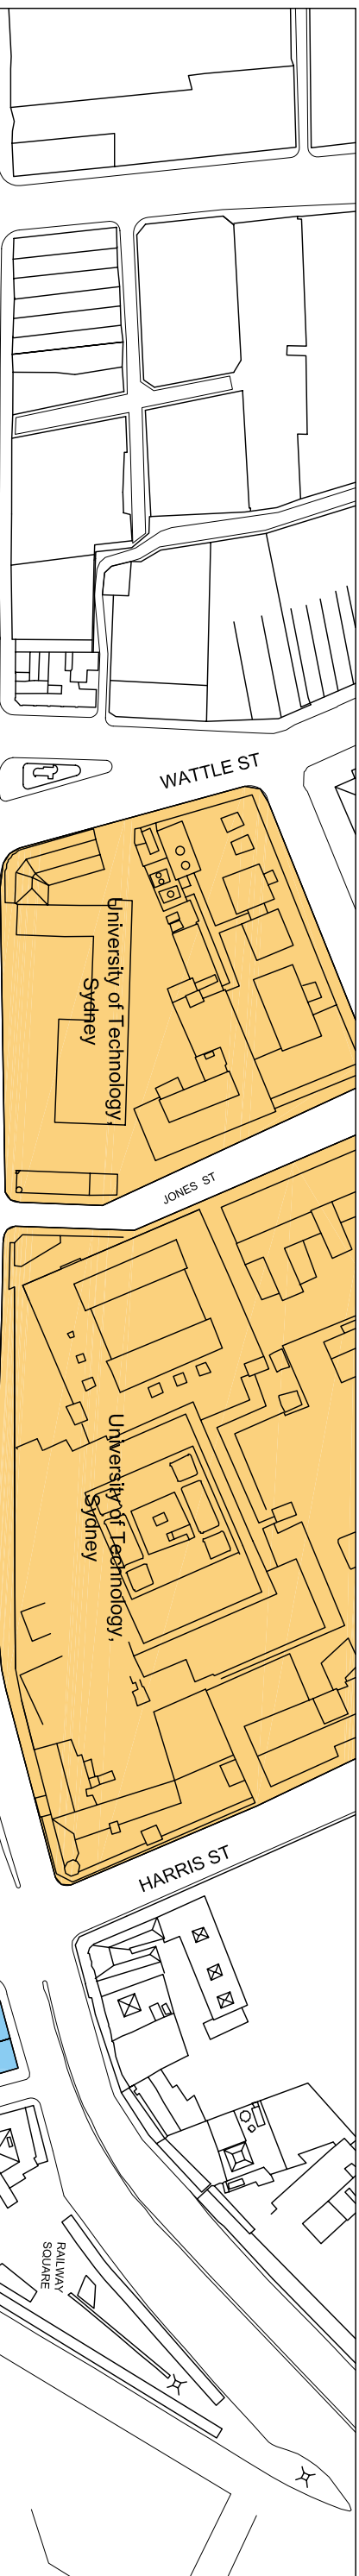 WATTLE ST
University of Technology,
Sydney
JONES ST
University of Technology,
Sydney
HARRIS ST
RAILWAY
SQUARE